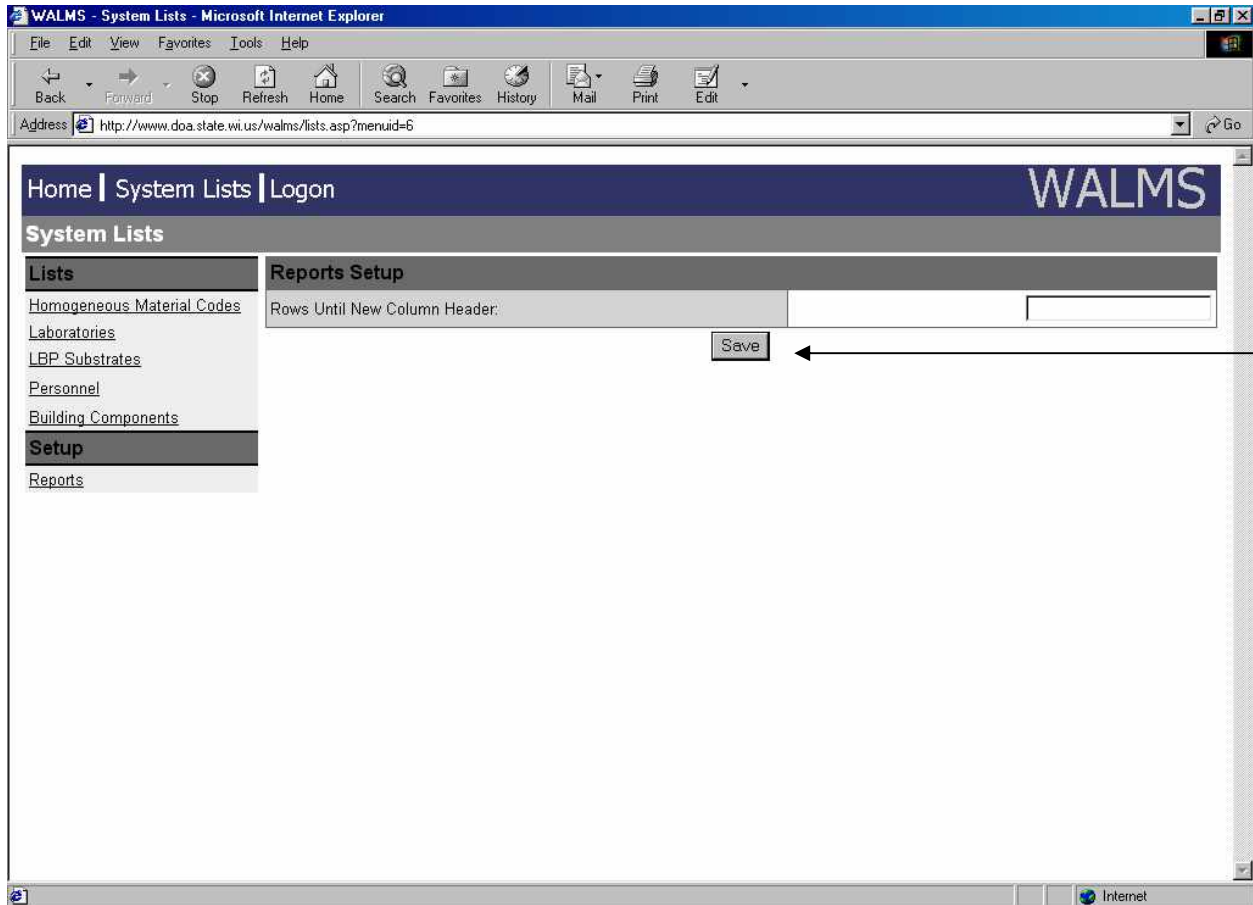 WALMS - System Lists - Microsoft Internet Explorer
File Edit View Favorites Tools Help
Back Forward Stop Refresh Home Search Favorites History Mail Print Edit
Address http://www.doa.state.wi.us/walms/lists.asp?menuid=6 Go
Home System Lists Logon WALMS
System Lists
Lists
Homogeneous Material Codes
Laboratories
LBP Substrates
Personnel
Building Components
Setup
Reports
Reports Setup
Rows Until New Column Header:
Save
Internet